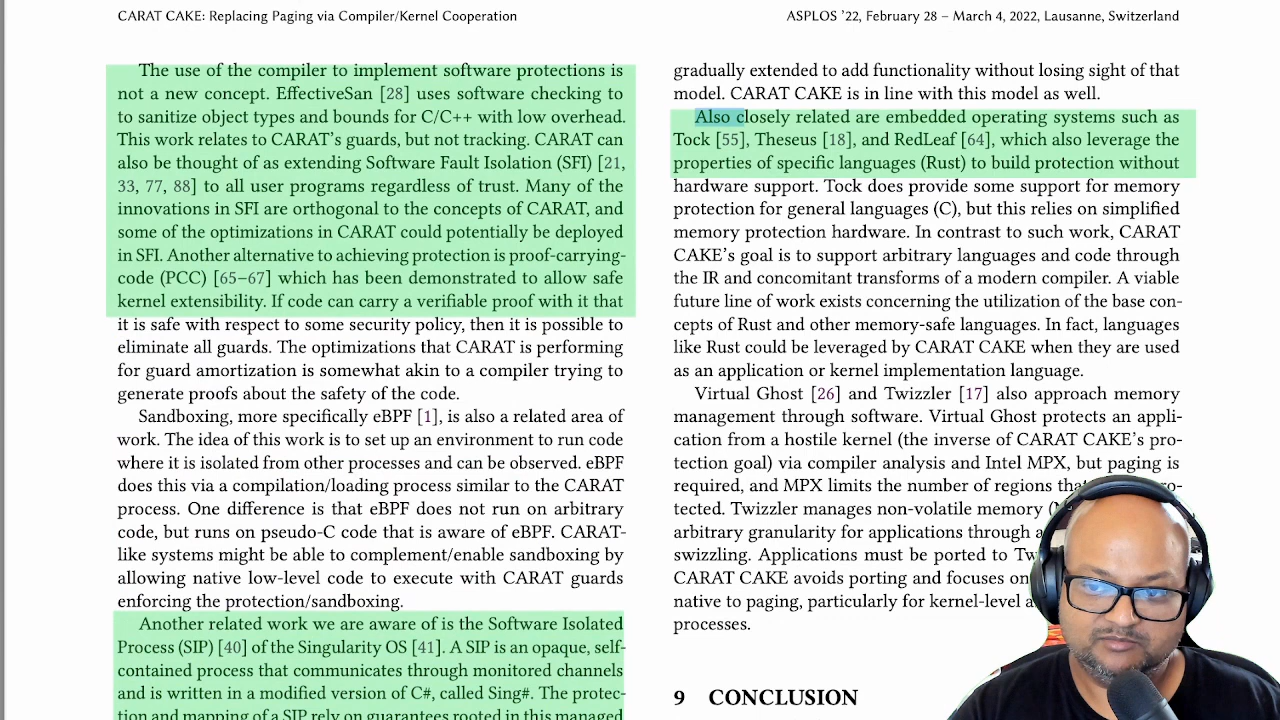 CARAT CAKE: Replacing Paging via Compiler/Kernel Cooperation
ASPLOS ’22, February 28 – March 4, 2022, Lausanne, Switzerland
The use of the compiler to implement software protections is
not a new concept. EffectiveSan [28] uses software checking to
to sanitize object types and bounds for C/C++ with low overhead.
This work relates to CARAT’s guards, but not tracking. CARAT can
also be thought of as extending Software Fault Isolation (SFI) [21,
33, 77, 88] to all user programs regardless of trust. Many of the
innovations in SFI are orthogonal to the concepts of CARAT, and
some of the optimizations in CARAT could potentially be deployed
in SFI. Another alternative to achieving protection is proof-carrying-
code (PCC) [65–67] which has been demonstrated to allow safe
kernel extensibility. If code can carry a verifiable proof with it that
it is safe with respect to some security policy, then it is possible to
eliminate all guards. The optimizations that CARAT is performing
for guard amortization is somewhat akin to a compiler trying to
generate proofs about the safety of the code.
Sandboxing, more specifically eBPF [1], is also a related area of
work. The idea of this work is to set up an environment to run code
where it is isolated from other processes and can be observed. eBPF
does this via a compilation/loading process similar to the CARAT
process. One difference is that eBPF does not run on arbitrary
code, but runs on pseudo-C code that is aware of eBPF. CARAT-
like systems might be able to complement/enable sandboxing by
allowing native low-level code to execute with CARAT guards
enforcing the protection/sandboxing.
Another related work we are aware of is the Software Isolated
Process (SIP) [40] of the Singularity OS [41]. A SIP is an opaque, self-
contained process that communicates through monitored channels
and is written in a modified version of C#, called Sing#. The protec-
tion and mapping of a SIP rely on guarantees rooted in this managed
gradually extended to add functionality without losing sight of that
model. CARAT CAKE is in line with this model as well.
Also closely related are embedded operating systems such as
Tock [55], Theseus [18], and RedLeaf [64], which also leverage the
properties of specific languages (Rust) to build protection without
hardware support. Tock does provide some support for memory
protection for general languages (C), but this relies on simplified
memory protection hardware. In contrast to such work, CARAT
CAKE’s goal is to support arbitrary languages and code through
the IR and concomitant transforms of a modern compiler. A viable
future line of work exists concerning the utilization of the base con-
cepts of Rust and other memory-safe languages. In fact, languages
like Rust could be leveraged by CARAT CAKE when they are used
as an application or kernel implementation language.
Virtual Ghost [26] and Twizzler [17] also approach memory
management through software. Virtual Ghost protects an appli-
cation from a hostile kernel (the inverse of CARAT CAKE’s pro-
tection goal) via compiler analysis and Intel MPX, but paging is
required, and MPX limits the number of regions
tected. Twizzler manages non-volatile memory
arbitrary granularity for applications through
swizzling. Applications must be ported to
CARAT CAKE avoids porting and focuses on
native to paging, particularly for kernel-level
processes.
9 CONCLUSION